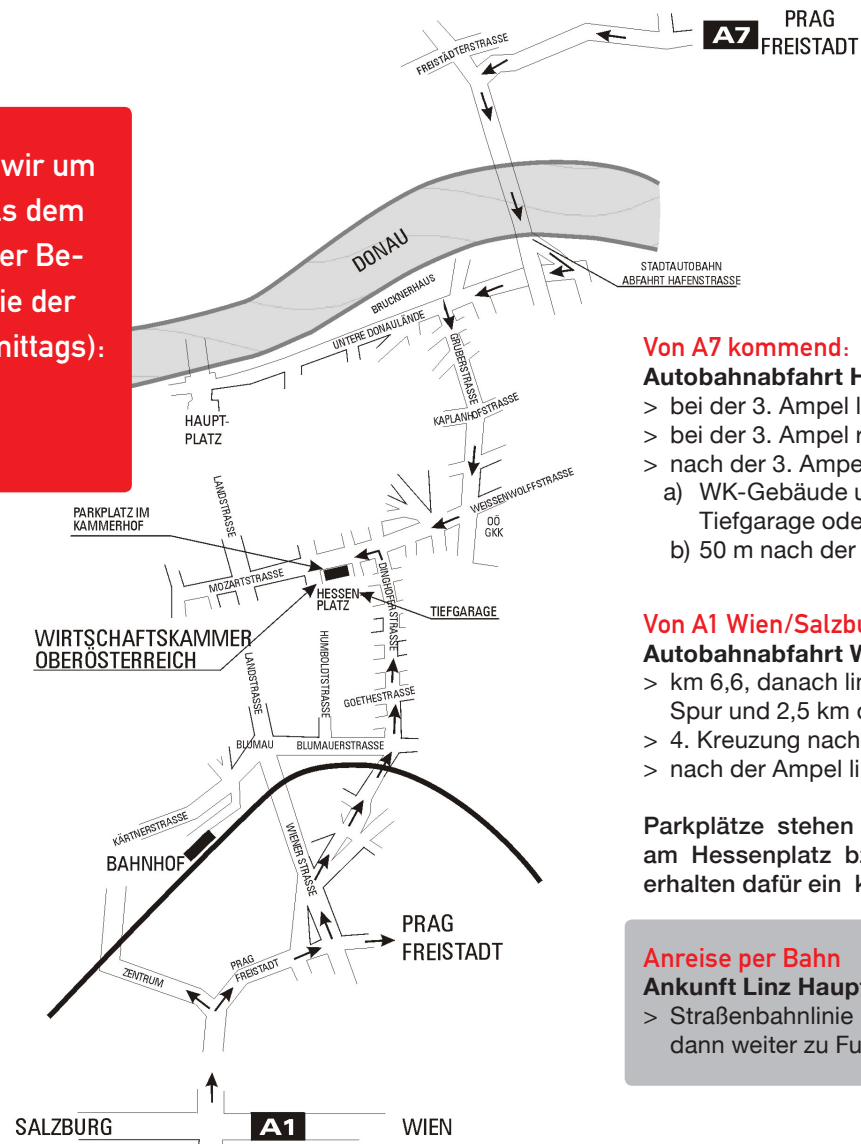 PRAG
A7 FREISTADT
FREISTÄDTERSTRASSE
wir um
s dem
er Be-
ie der
nittags):
DONAU
STADTAUTOBAHN
ABFAHRT HAFENSTRASSE
BRUCKNERHAUS
UNTERE DONAULÄNDE
GRUBERSTRASSE
HAUPT-
PLATZ
KAPLANHOFSTRASSE
LANDSTRASSE
WEISSENWOLFFSTRASSE
OÖ
GKK
PARKPLATZ IM
KAMMERHOF
MOZARTSTRASSE
HESSEN
PLATZ
DINGHOFERSTRASSE
TIEFGARAGE
WIRTSCHAFTSKAMMER
OBERÖSTERREICH
LANDSTRASSE
HUMBOLDTSTRASSE
GOETHESTRASSE
BLUMAU
BLUMAUERSTRASSE
KÄRTNERSTRASSE
BAHNHOF
WIENER STRASSE
PRAG
FREISTADT
PRAG
FREISTADT
ZENTRUM
SALZBURG
A1
WIEN
Von A7 kommend:
Autobahnabfahrt H
> bei der 3. Ampel l
> bei der 3. Ampel r
> nach der 3. Ampe
a) WK-Gebäude u
Tiefgarage ode
b) 50 m nach der
Von A1 Wien/Salzbu
Autobahnabfahrt W
> km 6,6, danach lin
Spur und 2,5 km d
> 4. Kreuzung nach
> nach der Ampel li
Parkplätze stehen
am Hessenplatz bz
erhalten dafür ein k
Anreise per Bahn
Ankunft Linz Haupt
> Straßenbahnlinie
dann weiter zu Fu